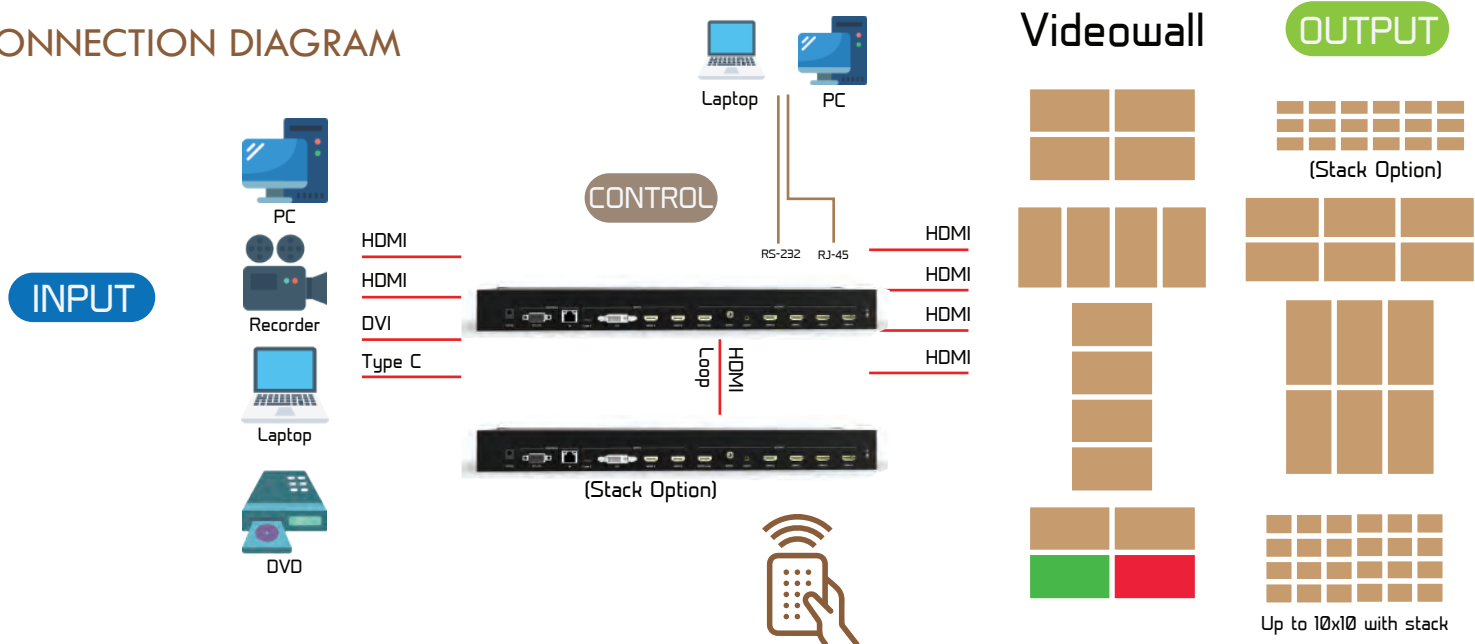 ONNECTION DIAGRAM
Laptop
PC
Videowall
OUTPUT
(Stack Option)
CONTROL
RS-232
RJ-45
INPUT
PC
Recorder
Laptop
DVD
HDMI
HDMI
DVI
Type C
HDMI
HDMI
HDMI
HDMI
HDMI
Loop
(Stack Option)
Up to 10x10 with stack